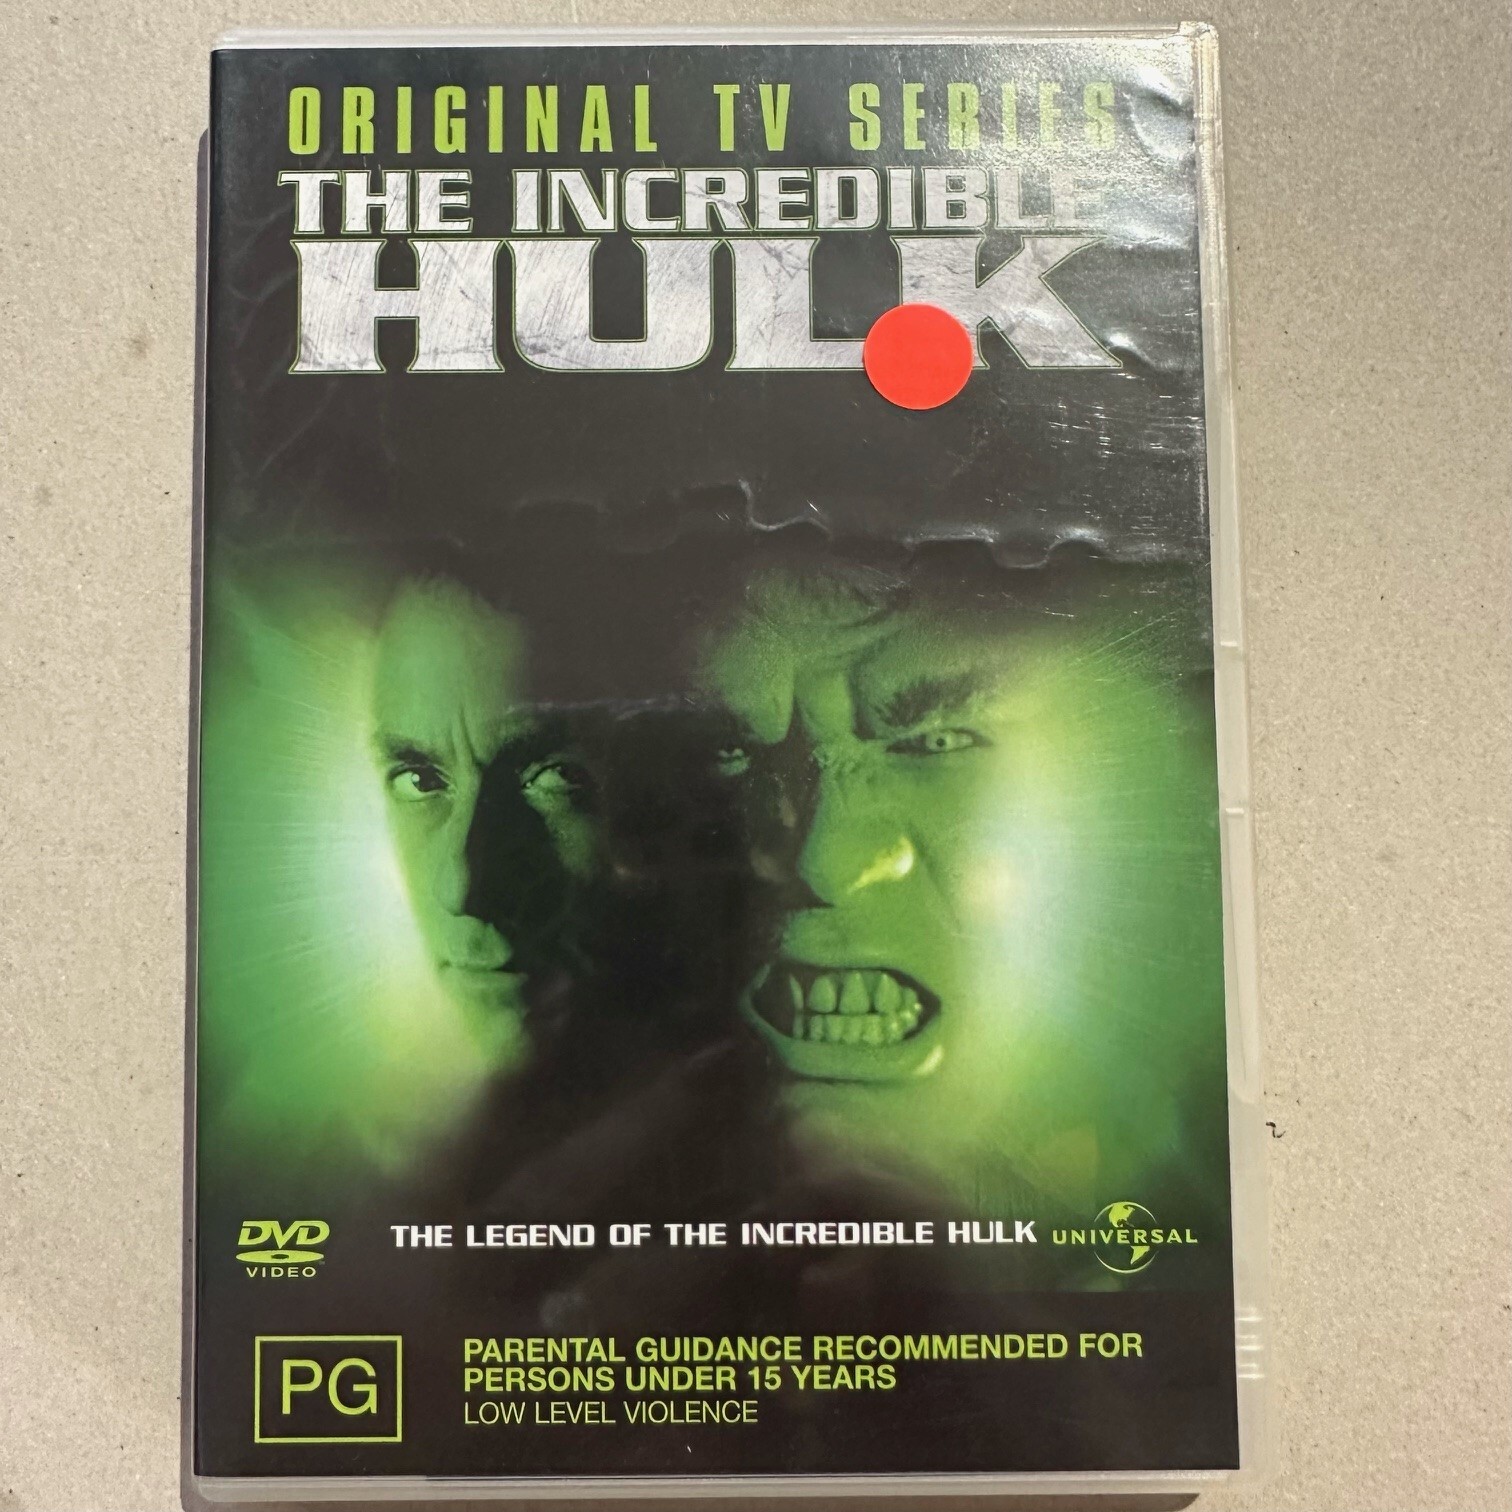 ORIGINAL TV SERIES
THE INCREDIBLE
HULK
DVD
VIDEO
THE LEGEND OF THE INCREDIBLE HULK
UNIVERSAL
PG
PARENTAL GUIDANCE RECOMMENDED FOR
PERSONS UNDER 15 YEARS
LOW LEVEL VIOLENCE